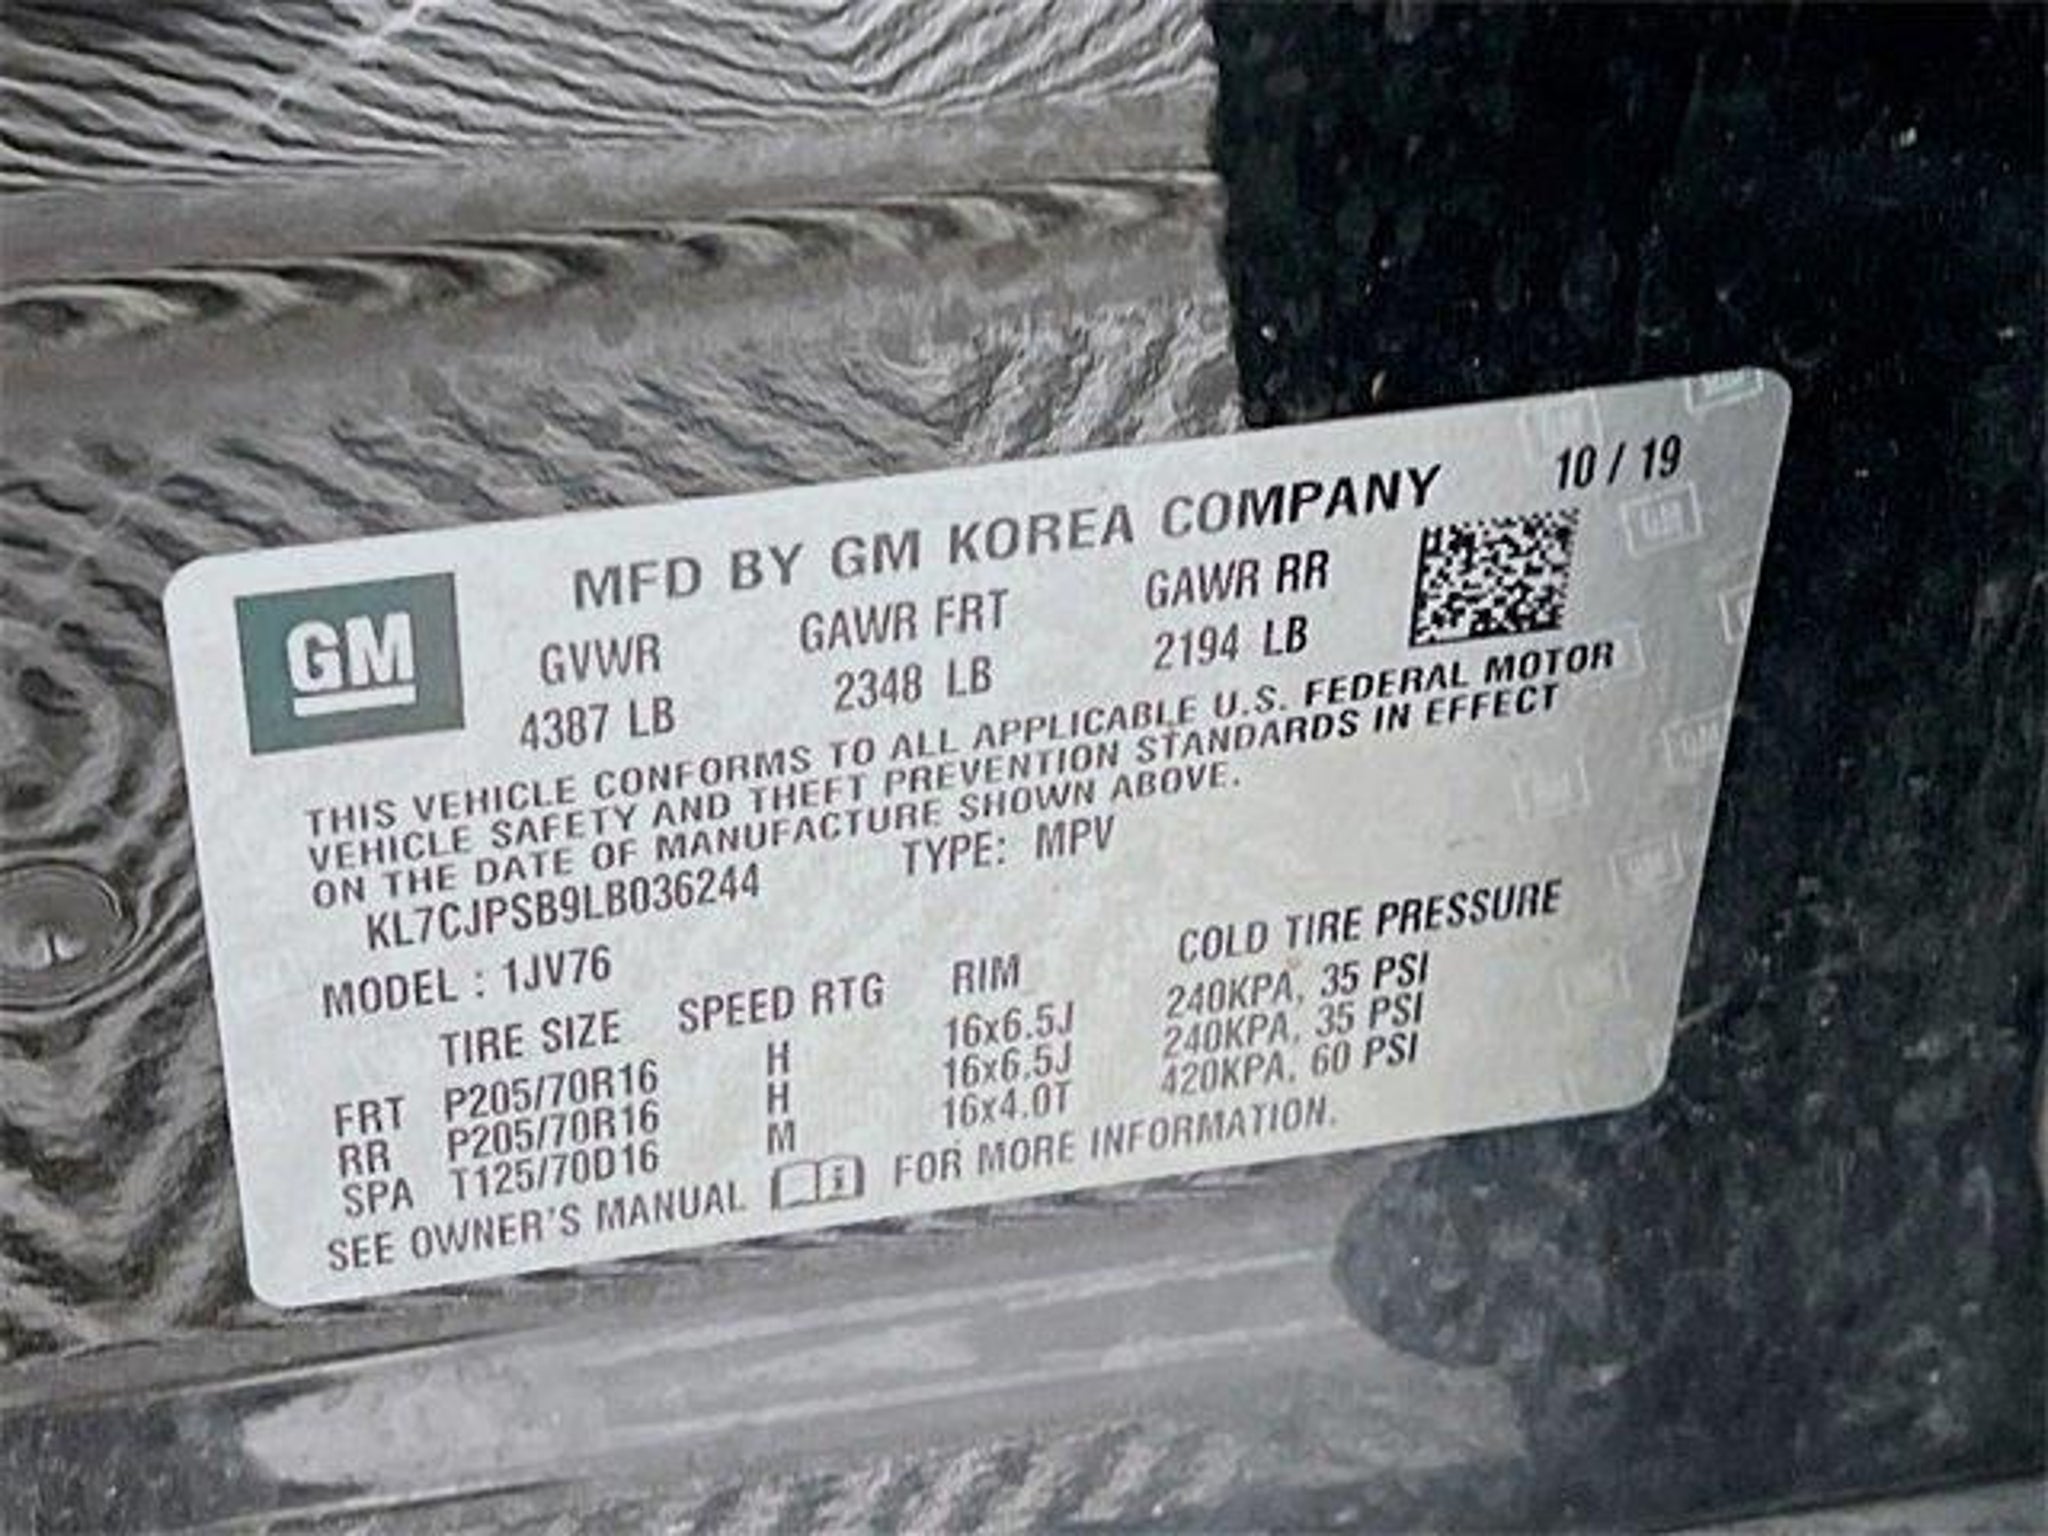 10 / 19
MFD BY GM KOREA COMPANY
GM
GVWR GAWR FRT GAWR RR
4387 LB 2348 LB 2194 LB
THIS VEHICLE CONFORMS TO ALL APPLICABLE U.S. FEDERAL MOTOR
VEHICLE SAFETY AND THEFT PREVENTION STANDARDS IN EFFECT
ON THE DATE OF MANUFACTURE SHOWN ABOVE.
KL7CJPSB9LB036244 TYPE: MPV
MODEL : 1JV76
TIRE SIZE SPEED RTG RIM COLD TIRE PRESSURE
FRT P205/70R16 H 16x6.5J 240KPA, 35 PSI
RR P205/70R16 H 16x6.5J 240KPA, 35 PSI
SPA T125/70D16 M 16x4.0T 420KPA, 60 PSI
SEE OWNER'S MANUAL FOR MORE INFORMATION.